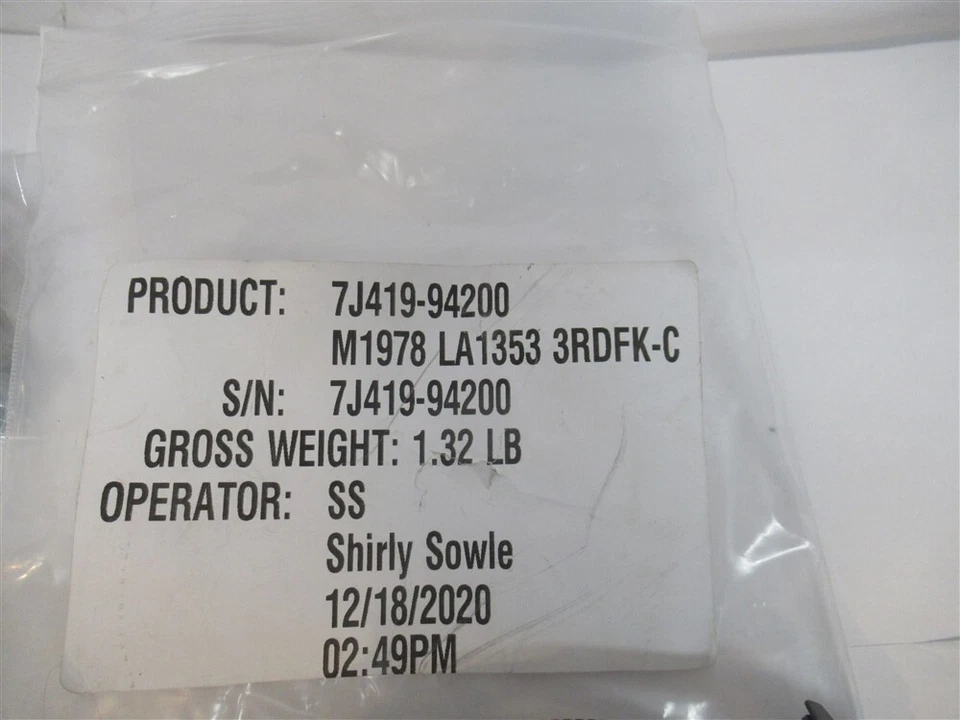 PRODUCT: 7J419-94200
M1978 LA1353 3RDFK-C
S/N: 7J419-94200
GROSS WEIGHT: 1.32 LB
OPERATOR: SS
Shirly Sowle
12/18/2020
02:49PM